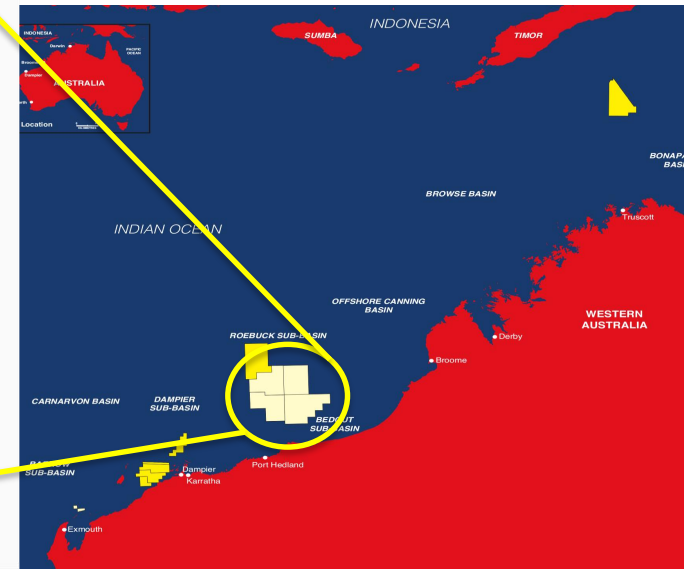 INDONESIA
SUMBA
TIMOR
INDONESIA
Darwin
PACIFIC
OCEAN
Broome
Dampier
AUSTRALIA
Location
KILOMETRES
BONAPA
BASI
BROWSE BASIN
Truscott
INDIAN OCEAN
OFFSHORE CANNING
BASIN
WESTERN
AUSTRALIA
ROEBUCK SUB-BASIN
Derby
Broome
CARNARVON BASIN
DAMPIER
SUB-BASIN
BEDOUT
SUB-BASIN
SUB-BASIN
Port Hedland
Dampier
Karratha
Exmouth